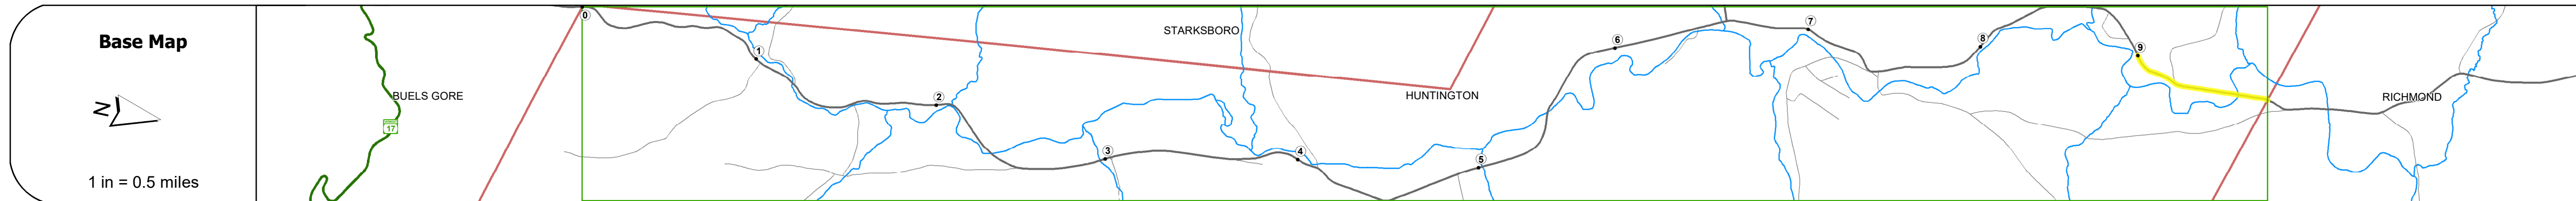 Base Map
N
1 in = 0.5 miles
BUELS GORE
17
0
1
2
STARKSBORO
3
4
HUNTINGTON
5
6
7
8
9
RICHMOND